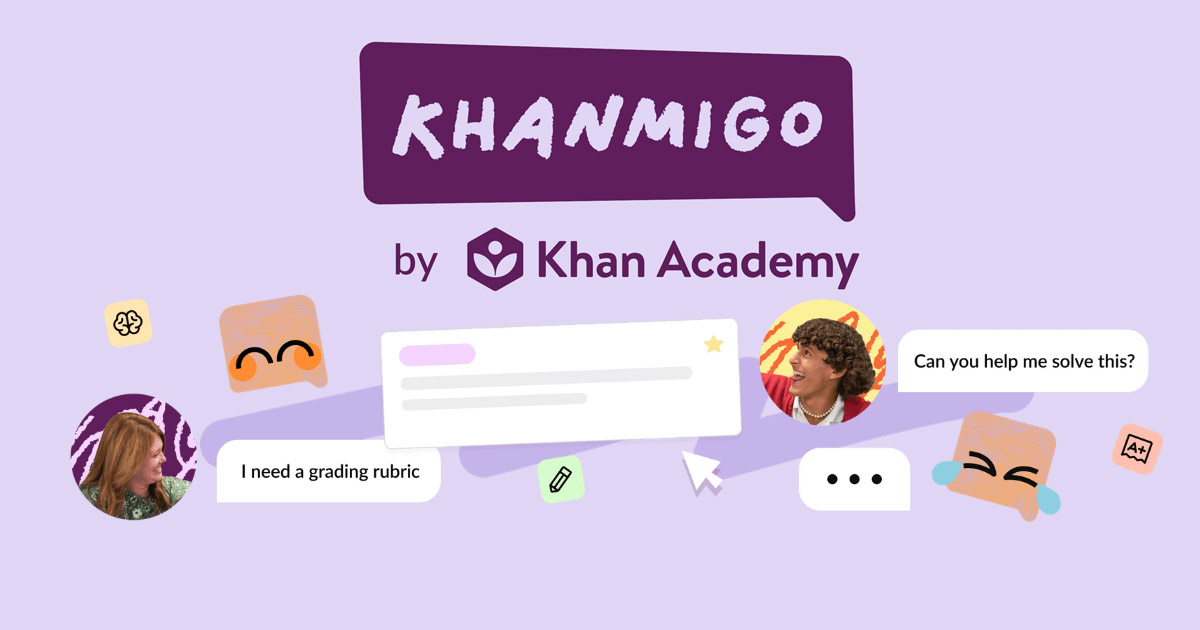 KHANMIGO
by Khan Academy
Can you help me solve this?
I need a grading rubric
A+